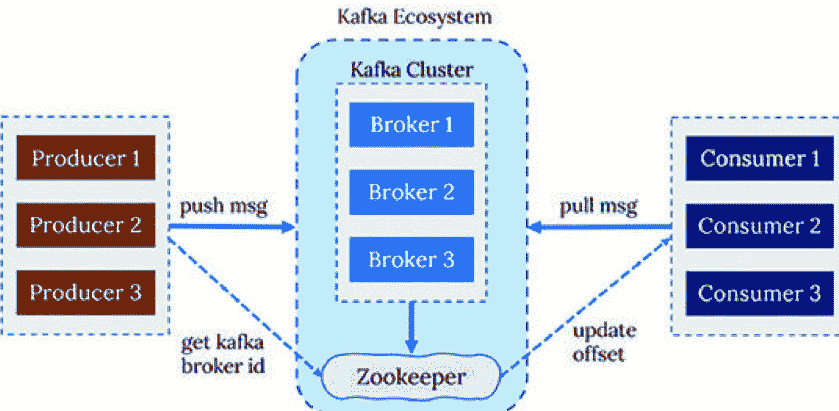 Kafka Ecosystem
Kafka Cluster
Broker 1
Broker 2
Broker 3
Producer 1
Producer 2
Producer 3
push msg
get kafka
broker id
Zookeeper
pull msg
update
offset
Consumer 1
Consumer 2
Consumer 3